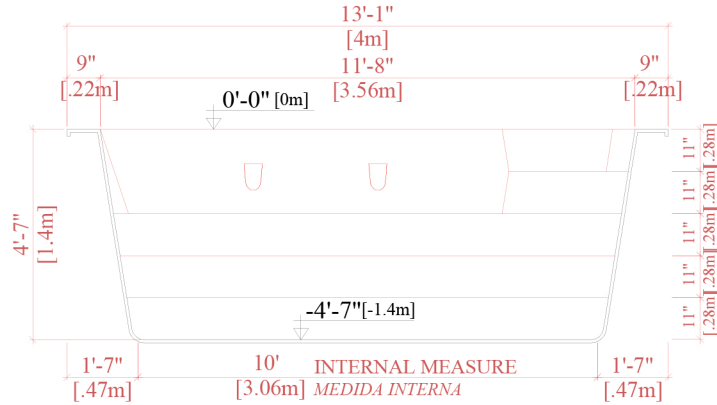 13'-1"
[4m]
9"
[.22m]
11'-8"
[3.56m]
9"
[.22m]
0'-0" [0m]
4'-7"
[1.4m]
11"
[.28m]
11"
[.28m]
11"
[.28m]
11"
[.28m]
11"
[.28m]
-4'-7" [-1.4m]
1'-7"
[.47m]
10'
[3.06m]
INTERNAL MEASURE
MEDIDA INTERNA
1'-7"
[.47m]